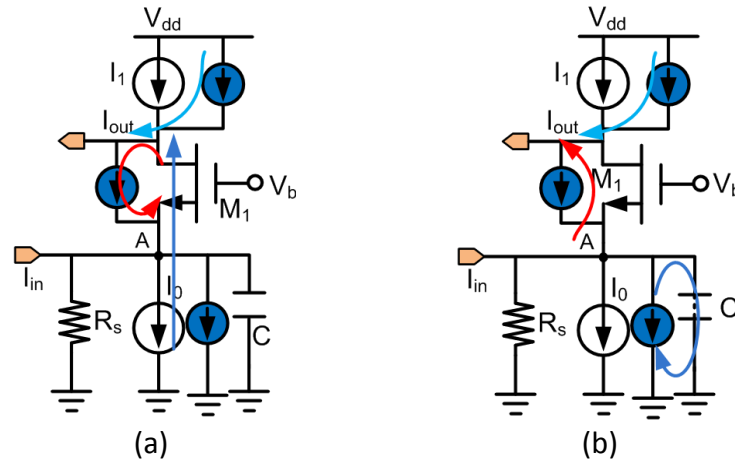 Vdd
I1
Iout
M1
Vb
A
Iin
I0
Rs
C
(a)
Vdd
I1
Iout
M1
Vb
A
Iin
I0
Rs
C
(b)